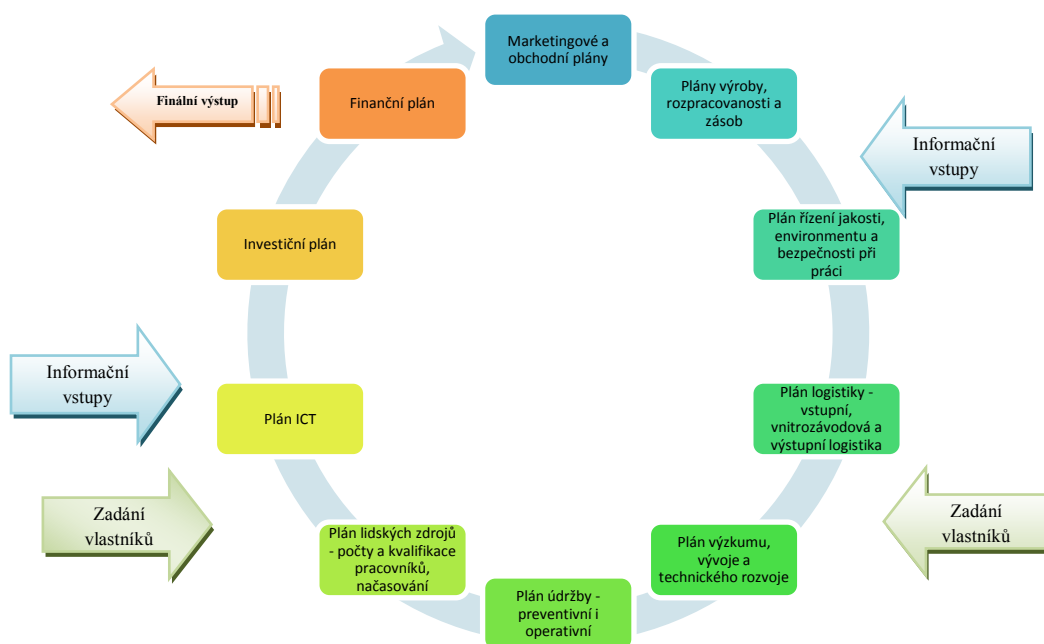 Marketingové a
obchodní plány
Finální výstup
Finanční plán
Plány výroby,
rozpracovanosti a
zásob
Informační
vstupy
Investiční plán
Plán řízení jakosti,
environmentu a
bezpečnosti při
práci
Informační
vstupy
Plán ICT
Plán logistiky -
vstupní,
vnitrozávodová a
výstupní logistika
Zadání
vlastníků
Plán lidských zdrojů
- počty a kvalifikace
pracovníků,
načasování
Plán výzkumu,
vývoje a
technického rozvoje
Zadání
vlastníků
Plán údržby -
preventivní i
operativní